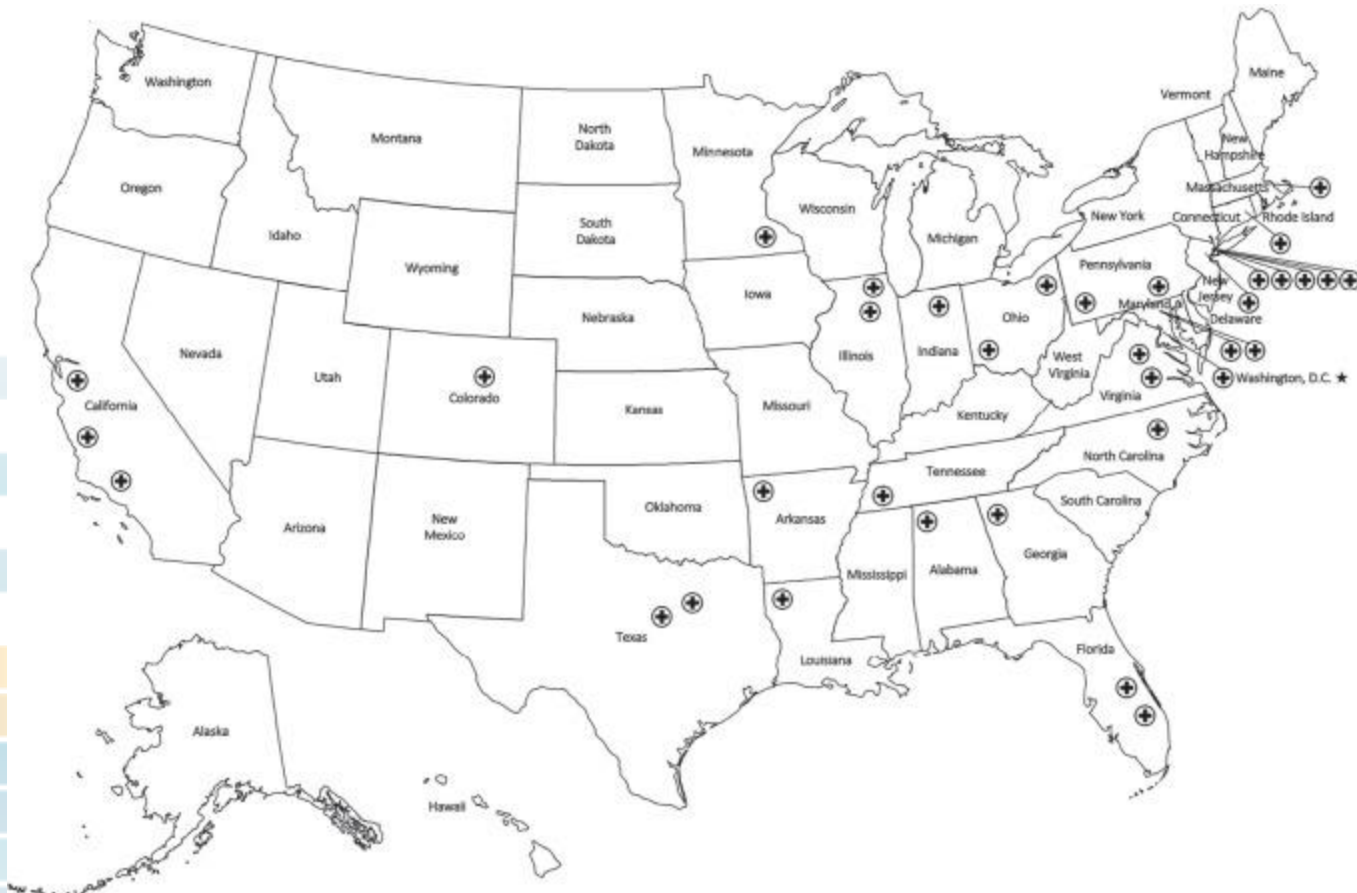 Washington
Montana
North
Dakota
Minnesota
Maine
Vermont
New
Hampshire
Oregon
Idaho
South
Dakota
Wisconsin
Michigan
New York
Massachusetts
Connecticut
Rhode Island
Wyoming
Pennsylvania
Iowa
Nebraska
Ohio
New
Jersey
Maryland
Delaware
Nevada
Utah
Colorado
Illinois
Indiana
West
Virginia
Washington, D.C. ★
Virginia
California
Kansas
Missouri
Kentucky
North Carolina
Tennessee
Arizona
New
Mexico
Oklahoma
Arkansas
South Carolina
Georgia
Mississippi
Alabama
Texas
Louisiana
Florida
Alaska
Hawaii